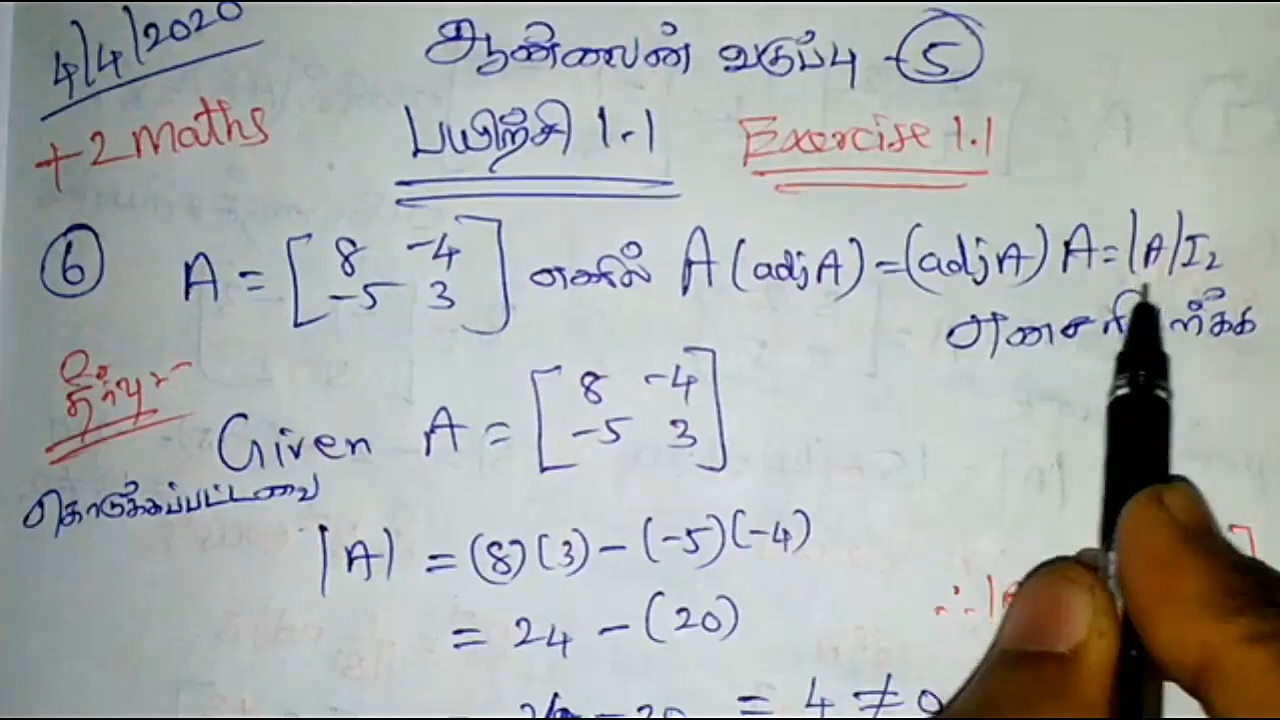 4/4/2020 ஆன்லைன் வகுப்பு - 5
+2 Maths பயிற்சி 1.1 Exercise 1.1
6 A = [8 -4
-5 3] எனில் A (adj A) = (adj A) A = |A| I₂
தீர்வு:-
Given A = [8 -4
-5 3]
கொடுக்கப்பட்டவை
|A| = (8)(3) - (-5)(-4)
= 24 - (20)
= 24 - 20 = 4 ≠ 0